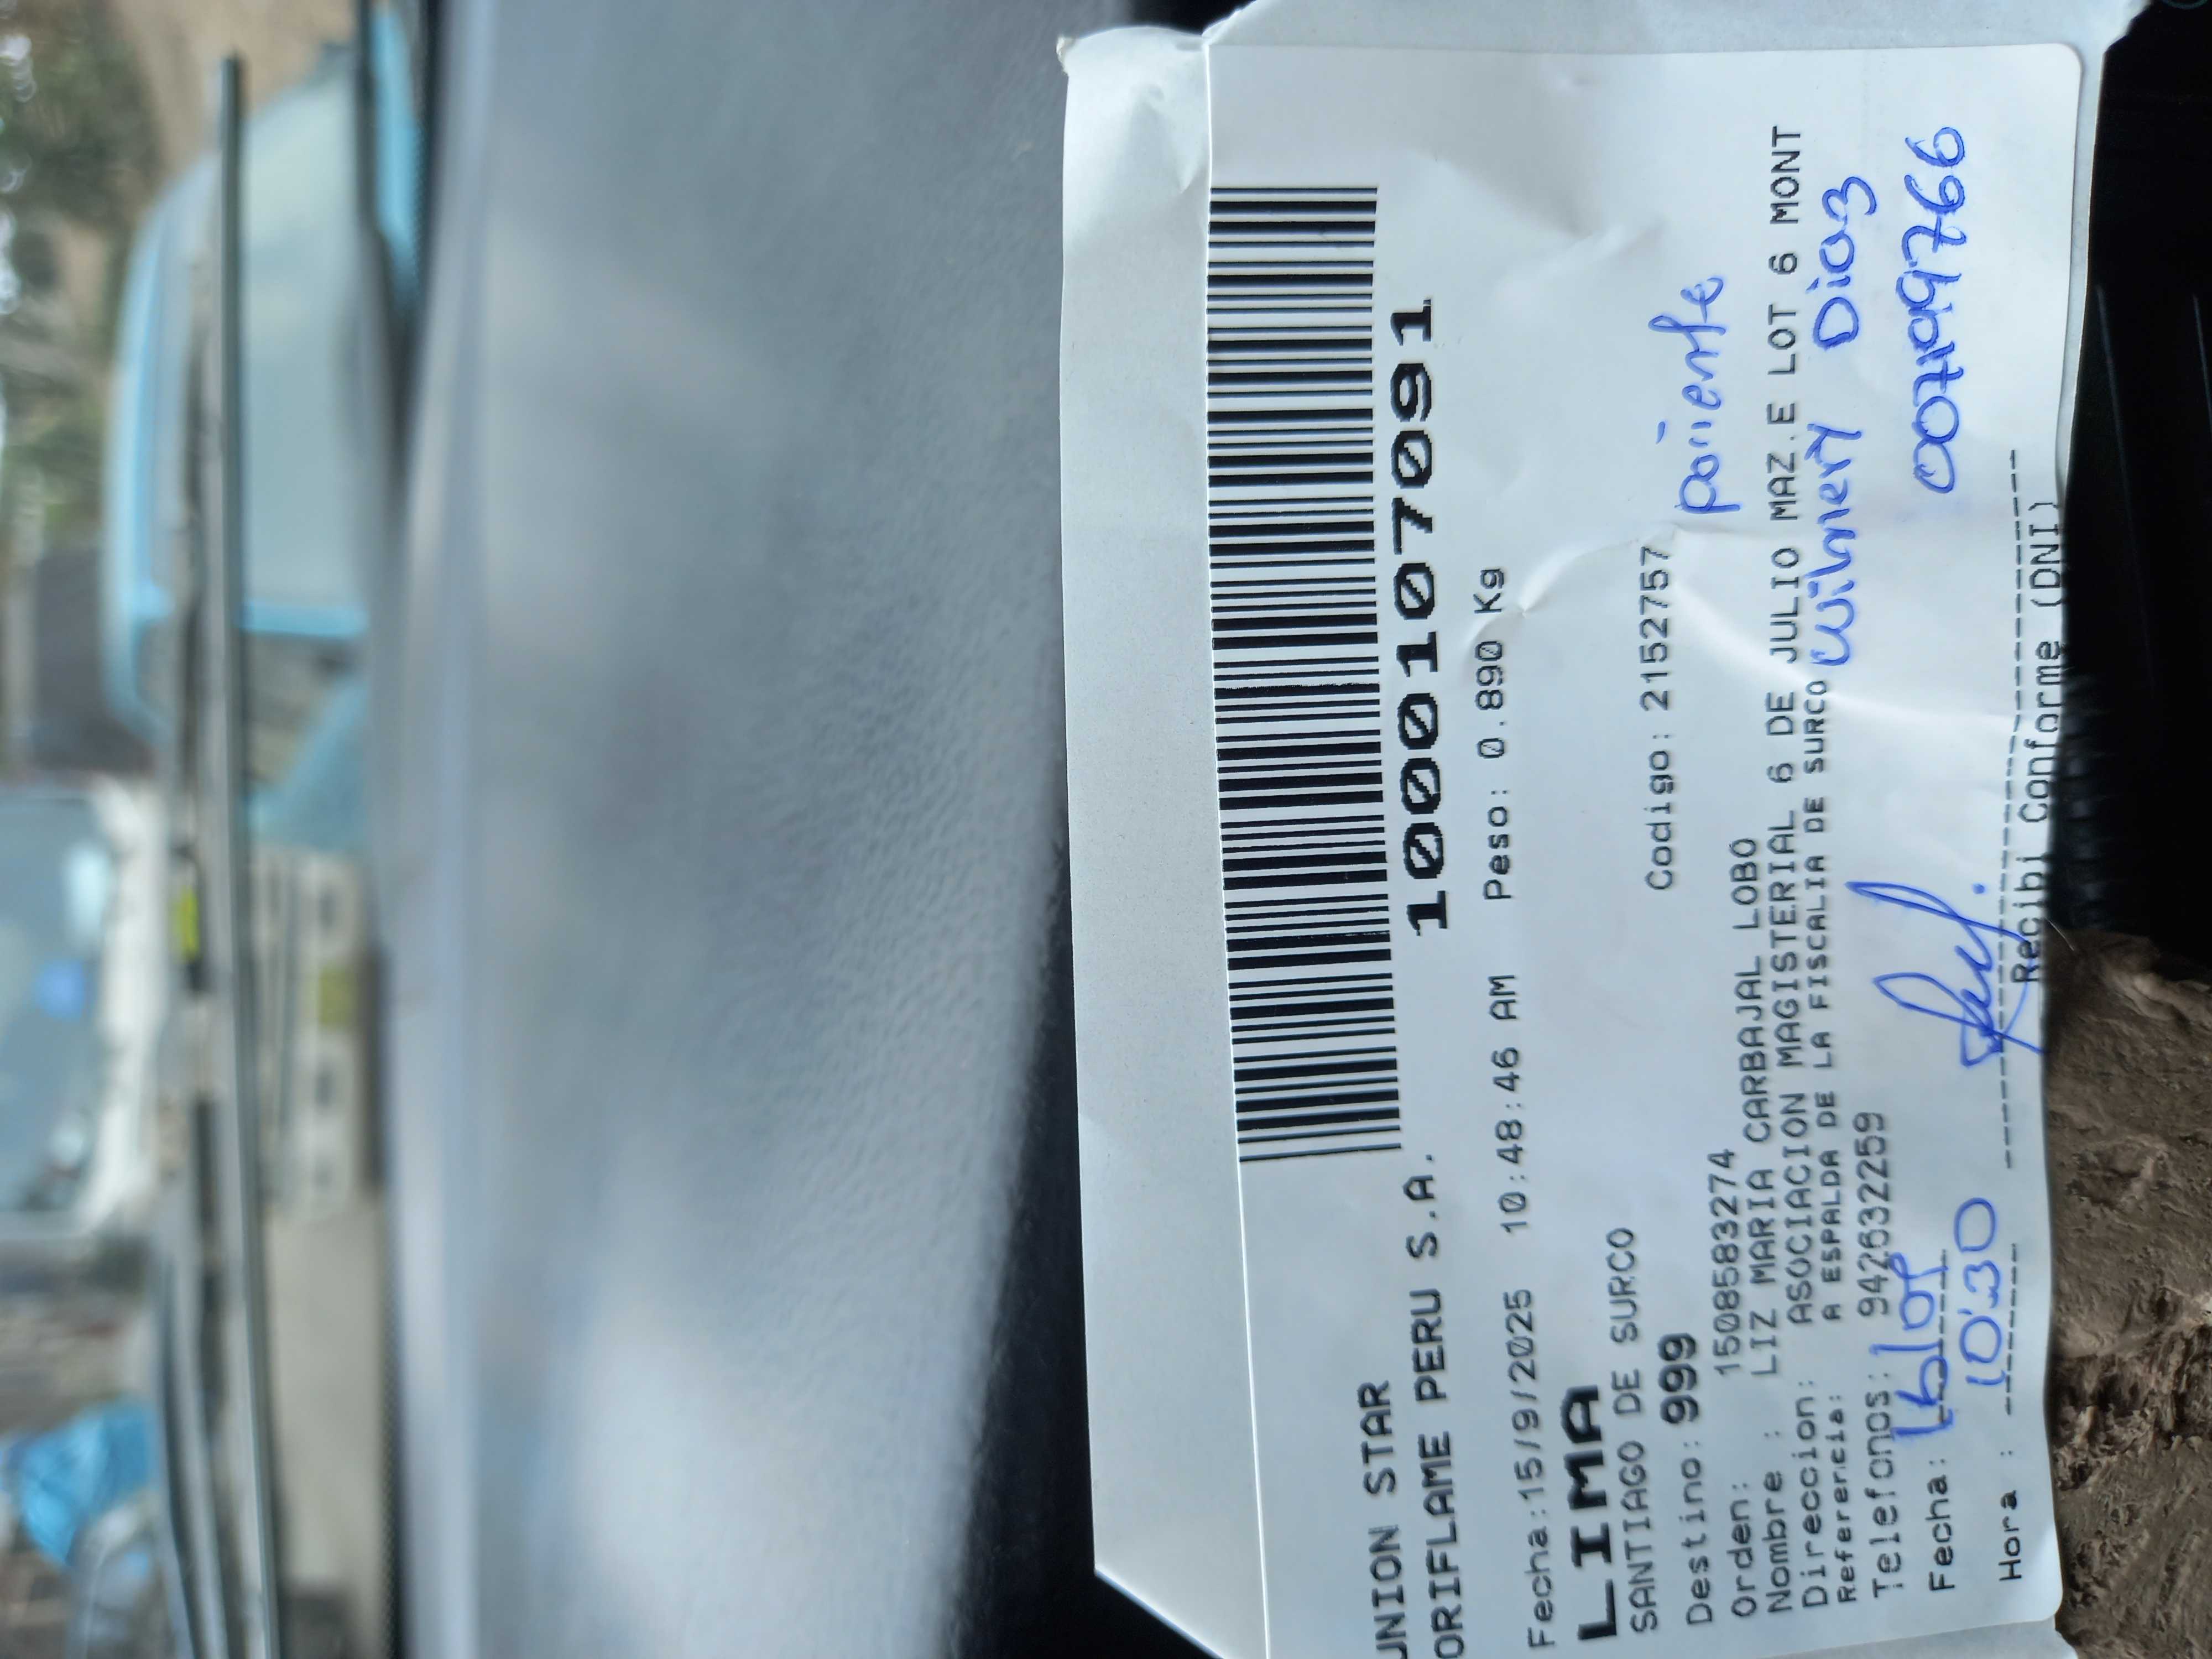 UNION STAR
ORIFLAME PERU S.A.
1000107091
Fecha:15/9/2025 10:48:46 AM Peso: 0.890 Kg
LIMA
SANTIAGO DE SURCO
Destino: 999 Codigo: 2152757
pariente
Orden: 1508583274
Nombre : LIZ MARIA CARBAJAL LOBO
Direccion: ASOCIACION MAGISTERIAL 6 DE JULIO MAZ.E LOT 6 MONT
Referencia: A ESPALDA DE LA FISCALIA DE SURCO
Wilmery Diaz
Telefonos: 942632259
Fecha: 16/09
Hora : 10:30
Recibi Conforme (DNI)